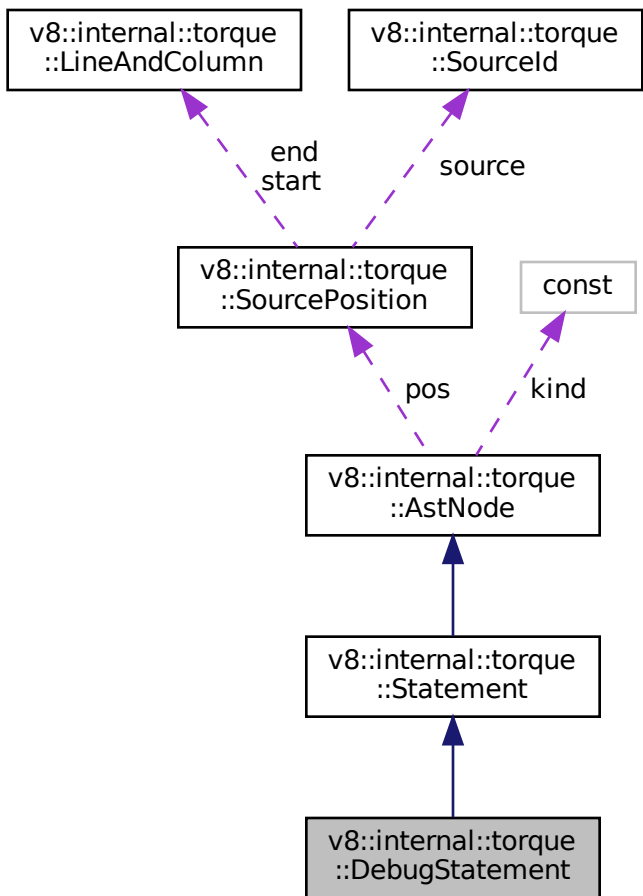 v8::internal::torque
::LineAndColumn
v8::internal::torque
::SourceId
end
start
source
v8::internal::torque
::SourcePosition
const
pos
kind
v8::internal::torque
::AstNode
v8::internal::torque
::Statement
v8::internal::torque
::DebugStatement